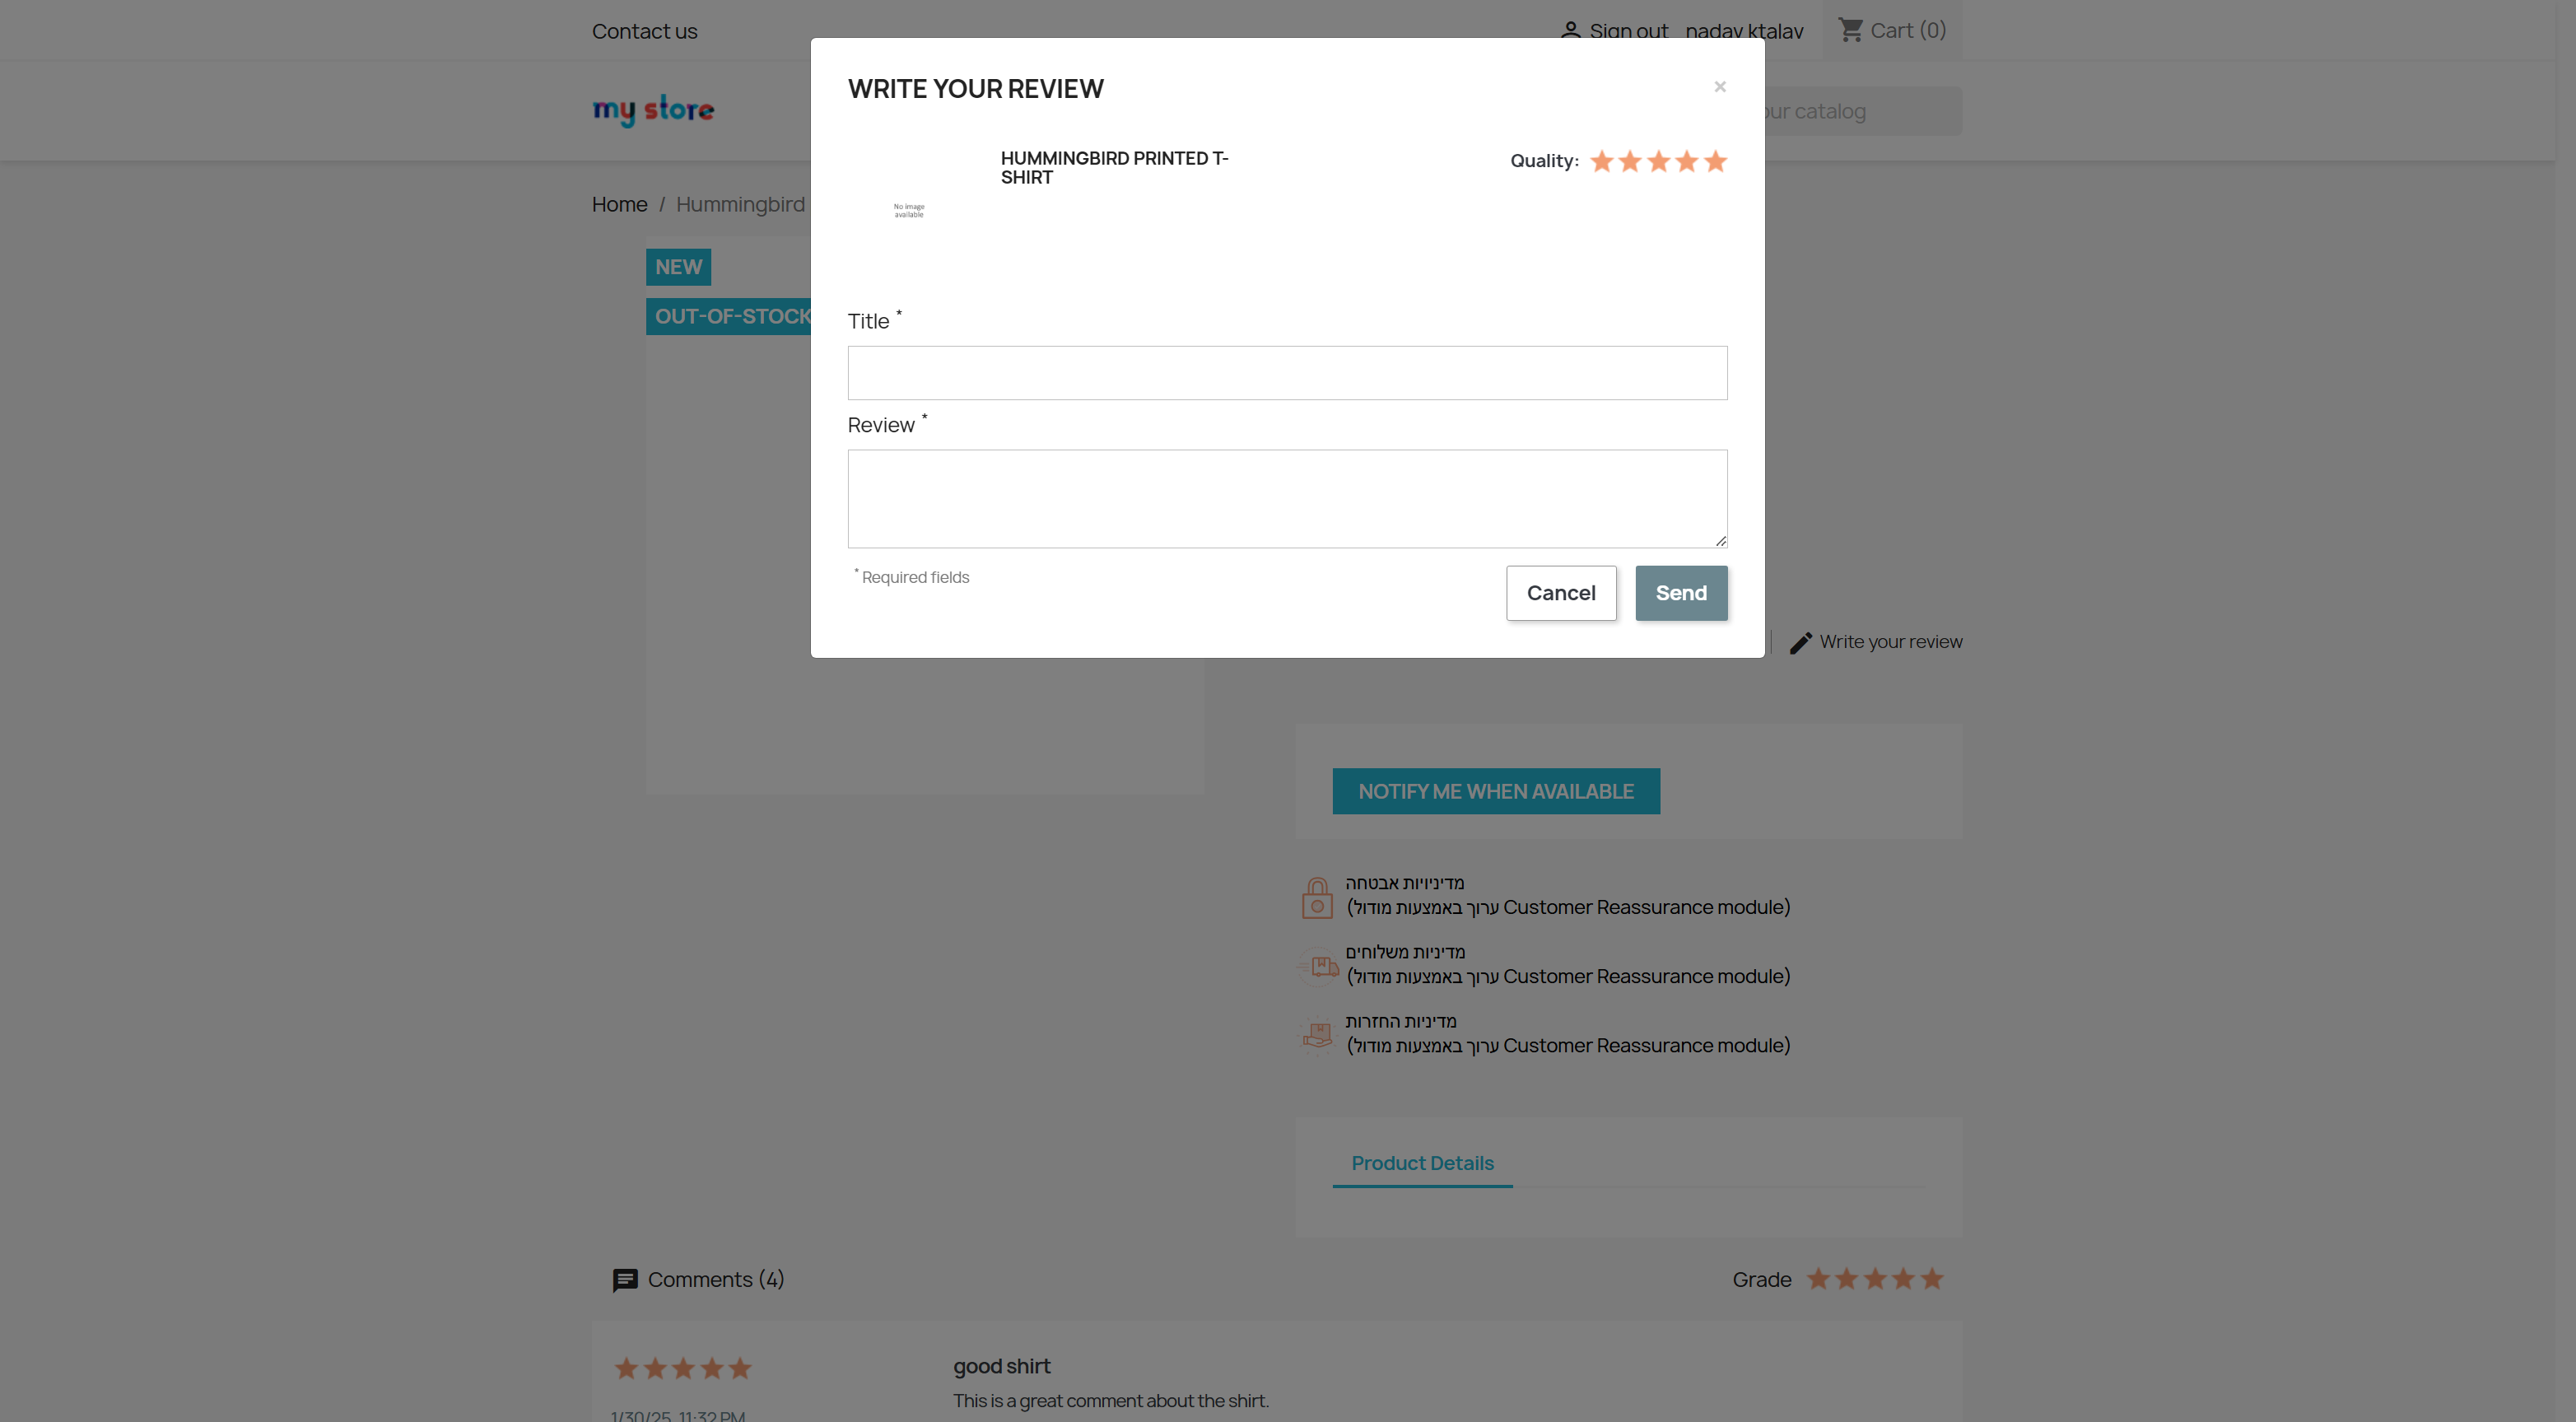 Contact us
Sign out
nadav ktalav
Cart (0)
my store
our catalog
Home / Hummingbird
NEW
OUT-OF-STOCK
WRITE YOUR REVIEW
×
HUMMINGBIRD PRINTED T-
SHIRT
Quality:
No image
available
Title *
Review *
* Required fields
Cancel
Send
Write your review
NOTIFY ME WHEN AVAILABLE
מדיניויות אבטחה
(ערוך באמצעות מודול Customer Reassurance module)
מדיניות משלוחים
(ערוך באמצעות מודול Customer Reassurance module)
מדיניות החזרות
(ערוך באמצעות מודול Customer Reassurance module)
Product Details
Comments (4)
Grade
good shirt
This is a great comment about the shirt.
1/30/25, 11:32 PM